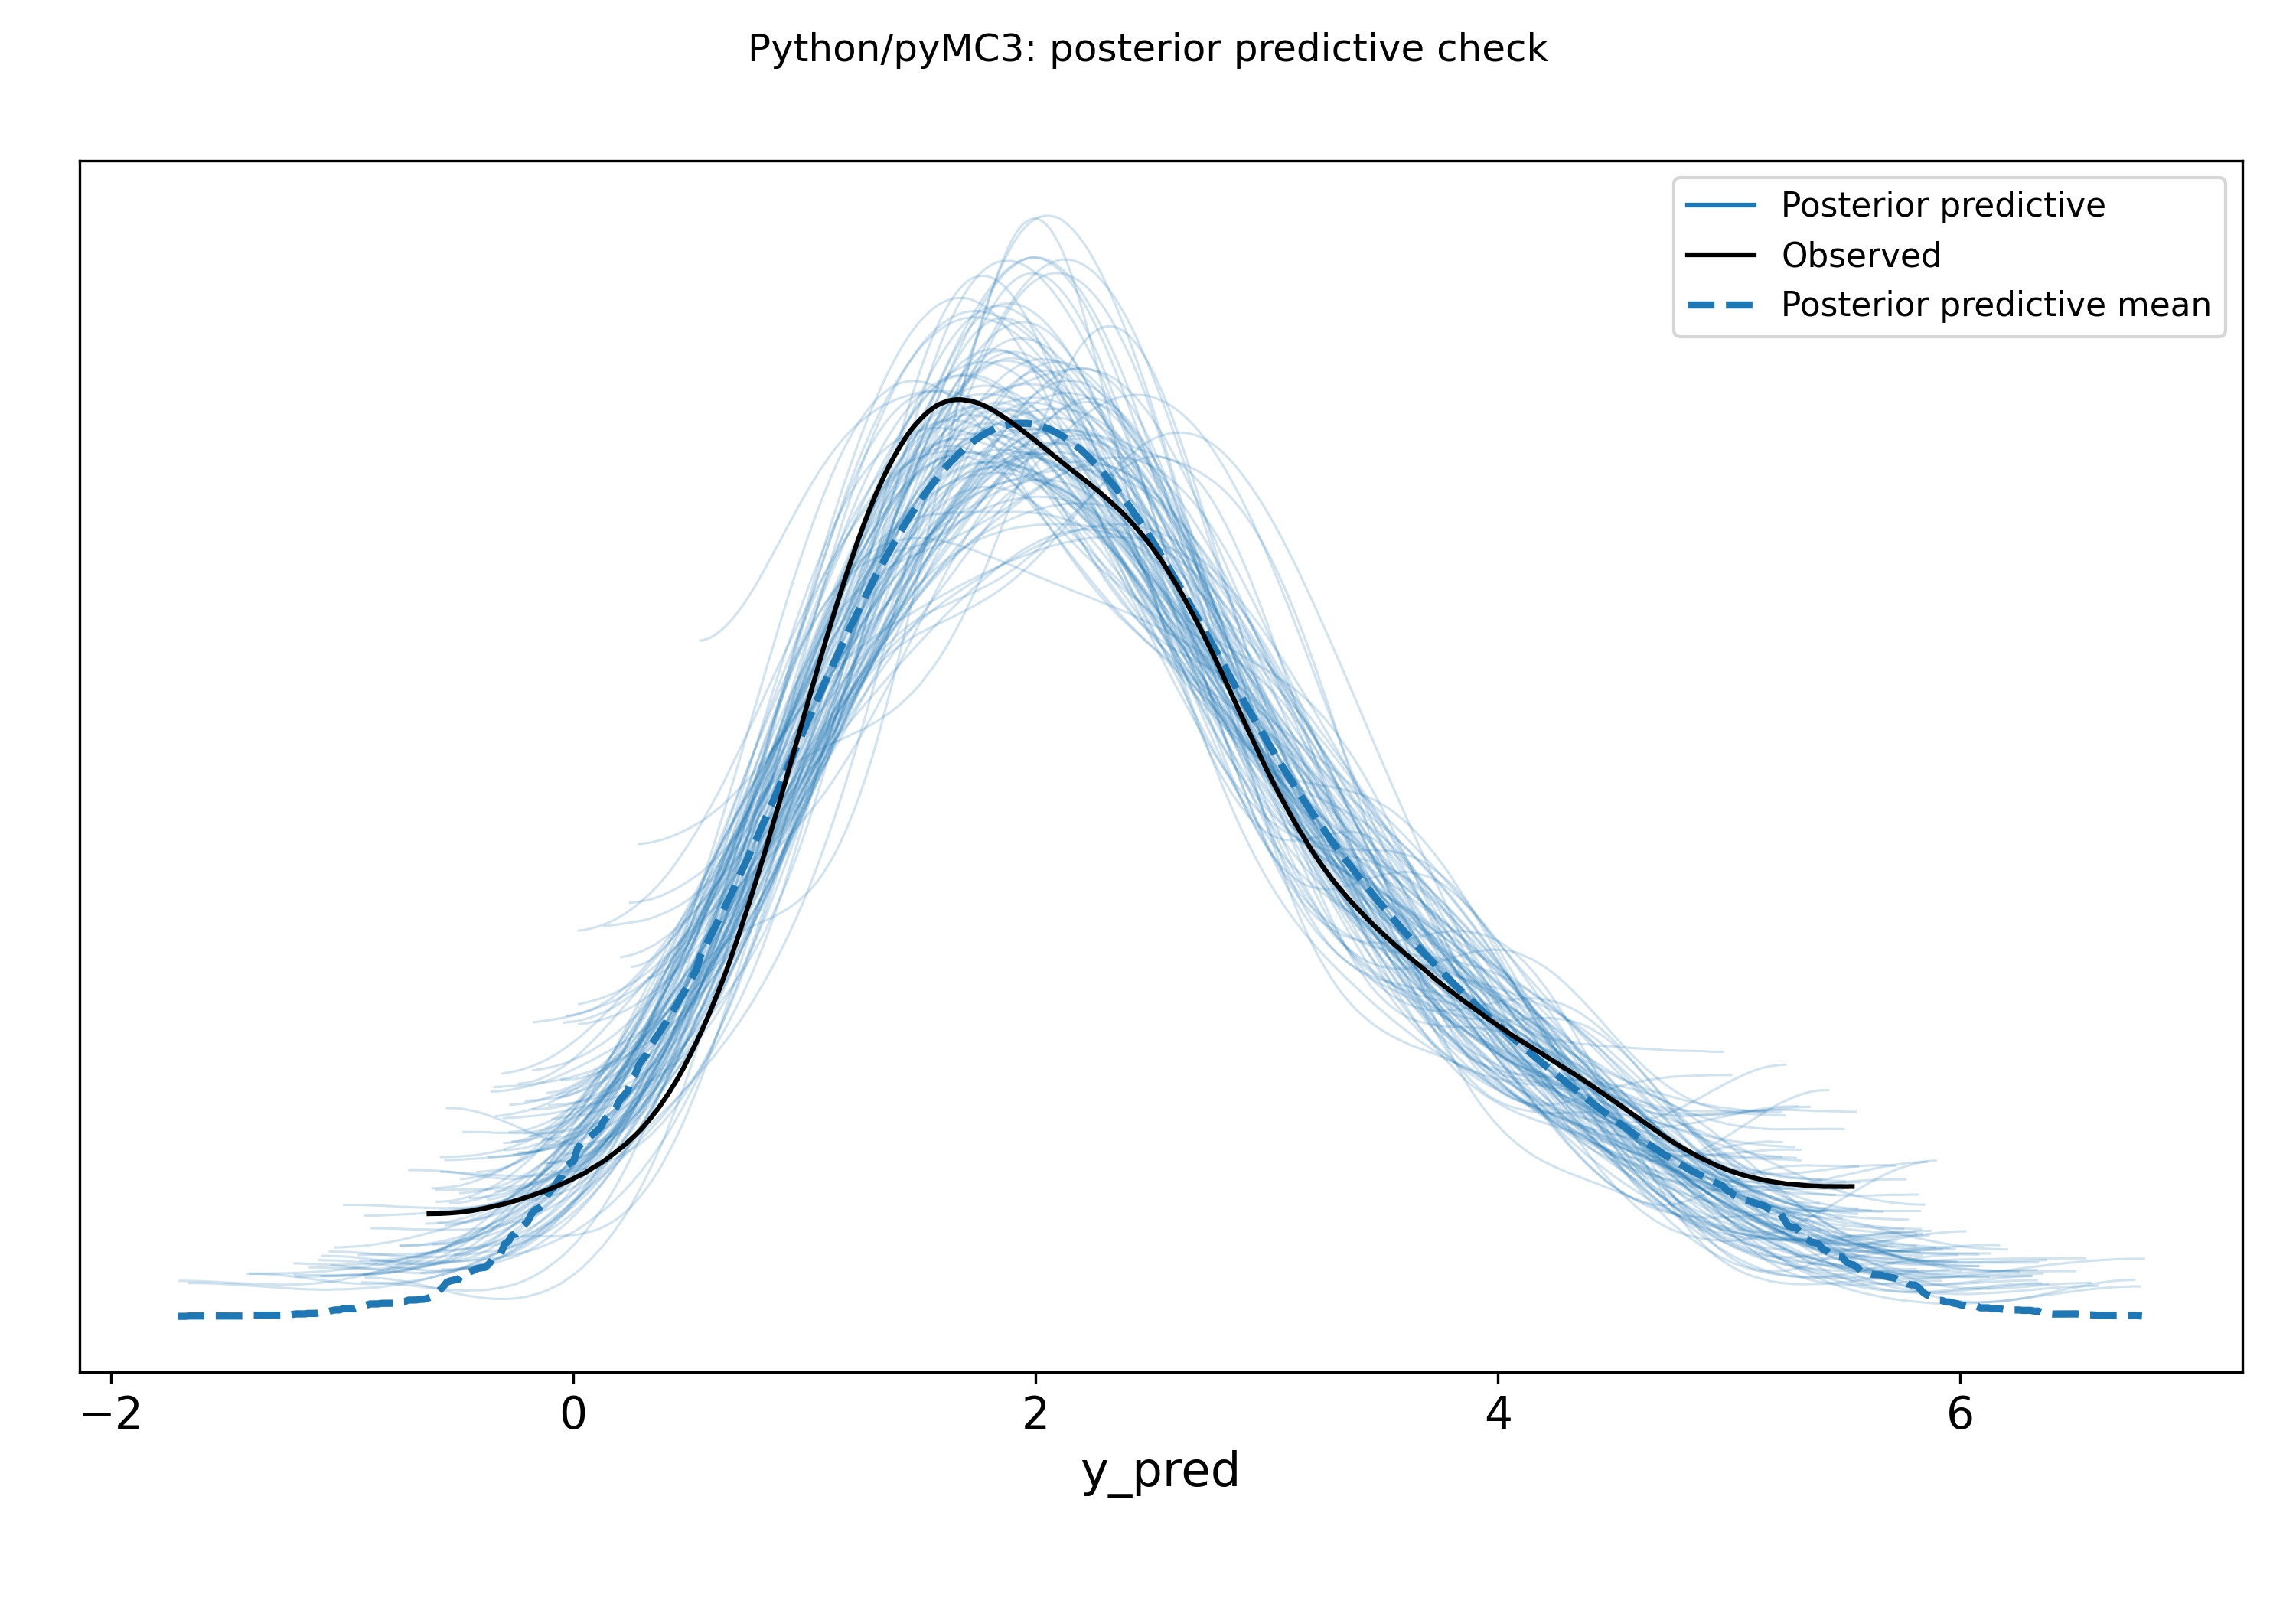 Python/pyMC3: posterior predictive check
Posterior predictive
Observed
Posterior predictive mean
−2 0 2 4 6
y_pred